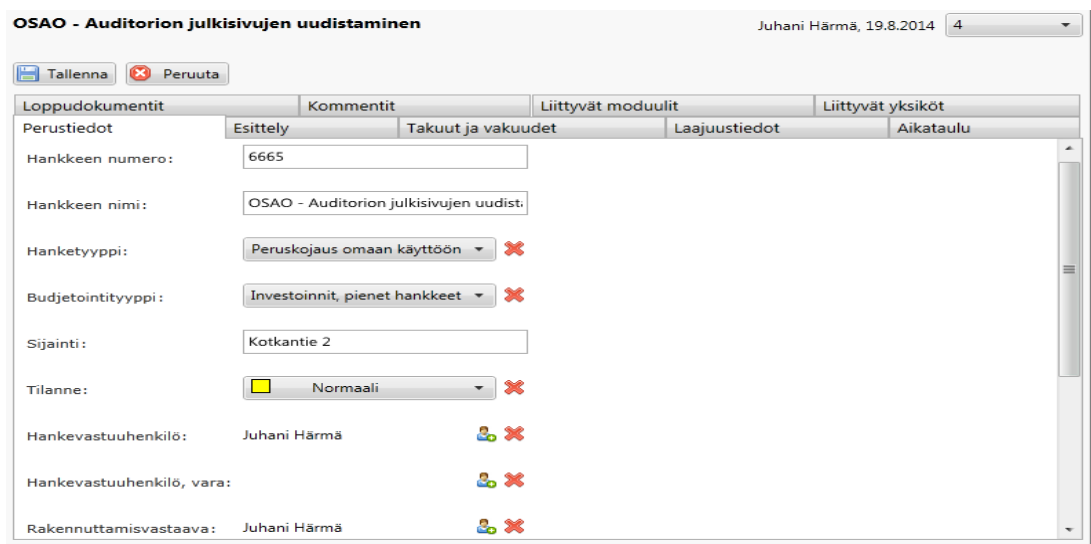 OSAO - Auditorion julkisivujen uudistaminen Juhani Härmä, 19.8.2014 4
Tallenna Peruuta
Loppudokumentit Kommentit Liittyvät moduulit Liittyvät yksiköt
Perustiedot Esittely Takuut ja vakuudet Laajuustiedot Aikataulu
Hankkeen numero: 6665
Hankkeen nimi: OSAO - Auditorion julkisivujen uudista
Hanketyyppi: Peruskojaus omaan käyttöön
Budjetointityyppi: Investoinnit, pienet hankkeet
Sijainti: Kotkantie 2
Tilanne: Normaali
Hankevastuuhenkilö: Juhani Härmä
Hankevastuuhenkilö, vara:
Rakennuttamisvastaava: Juhani Härmä